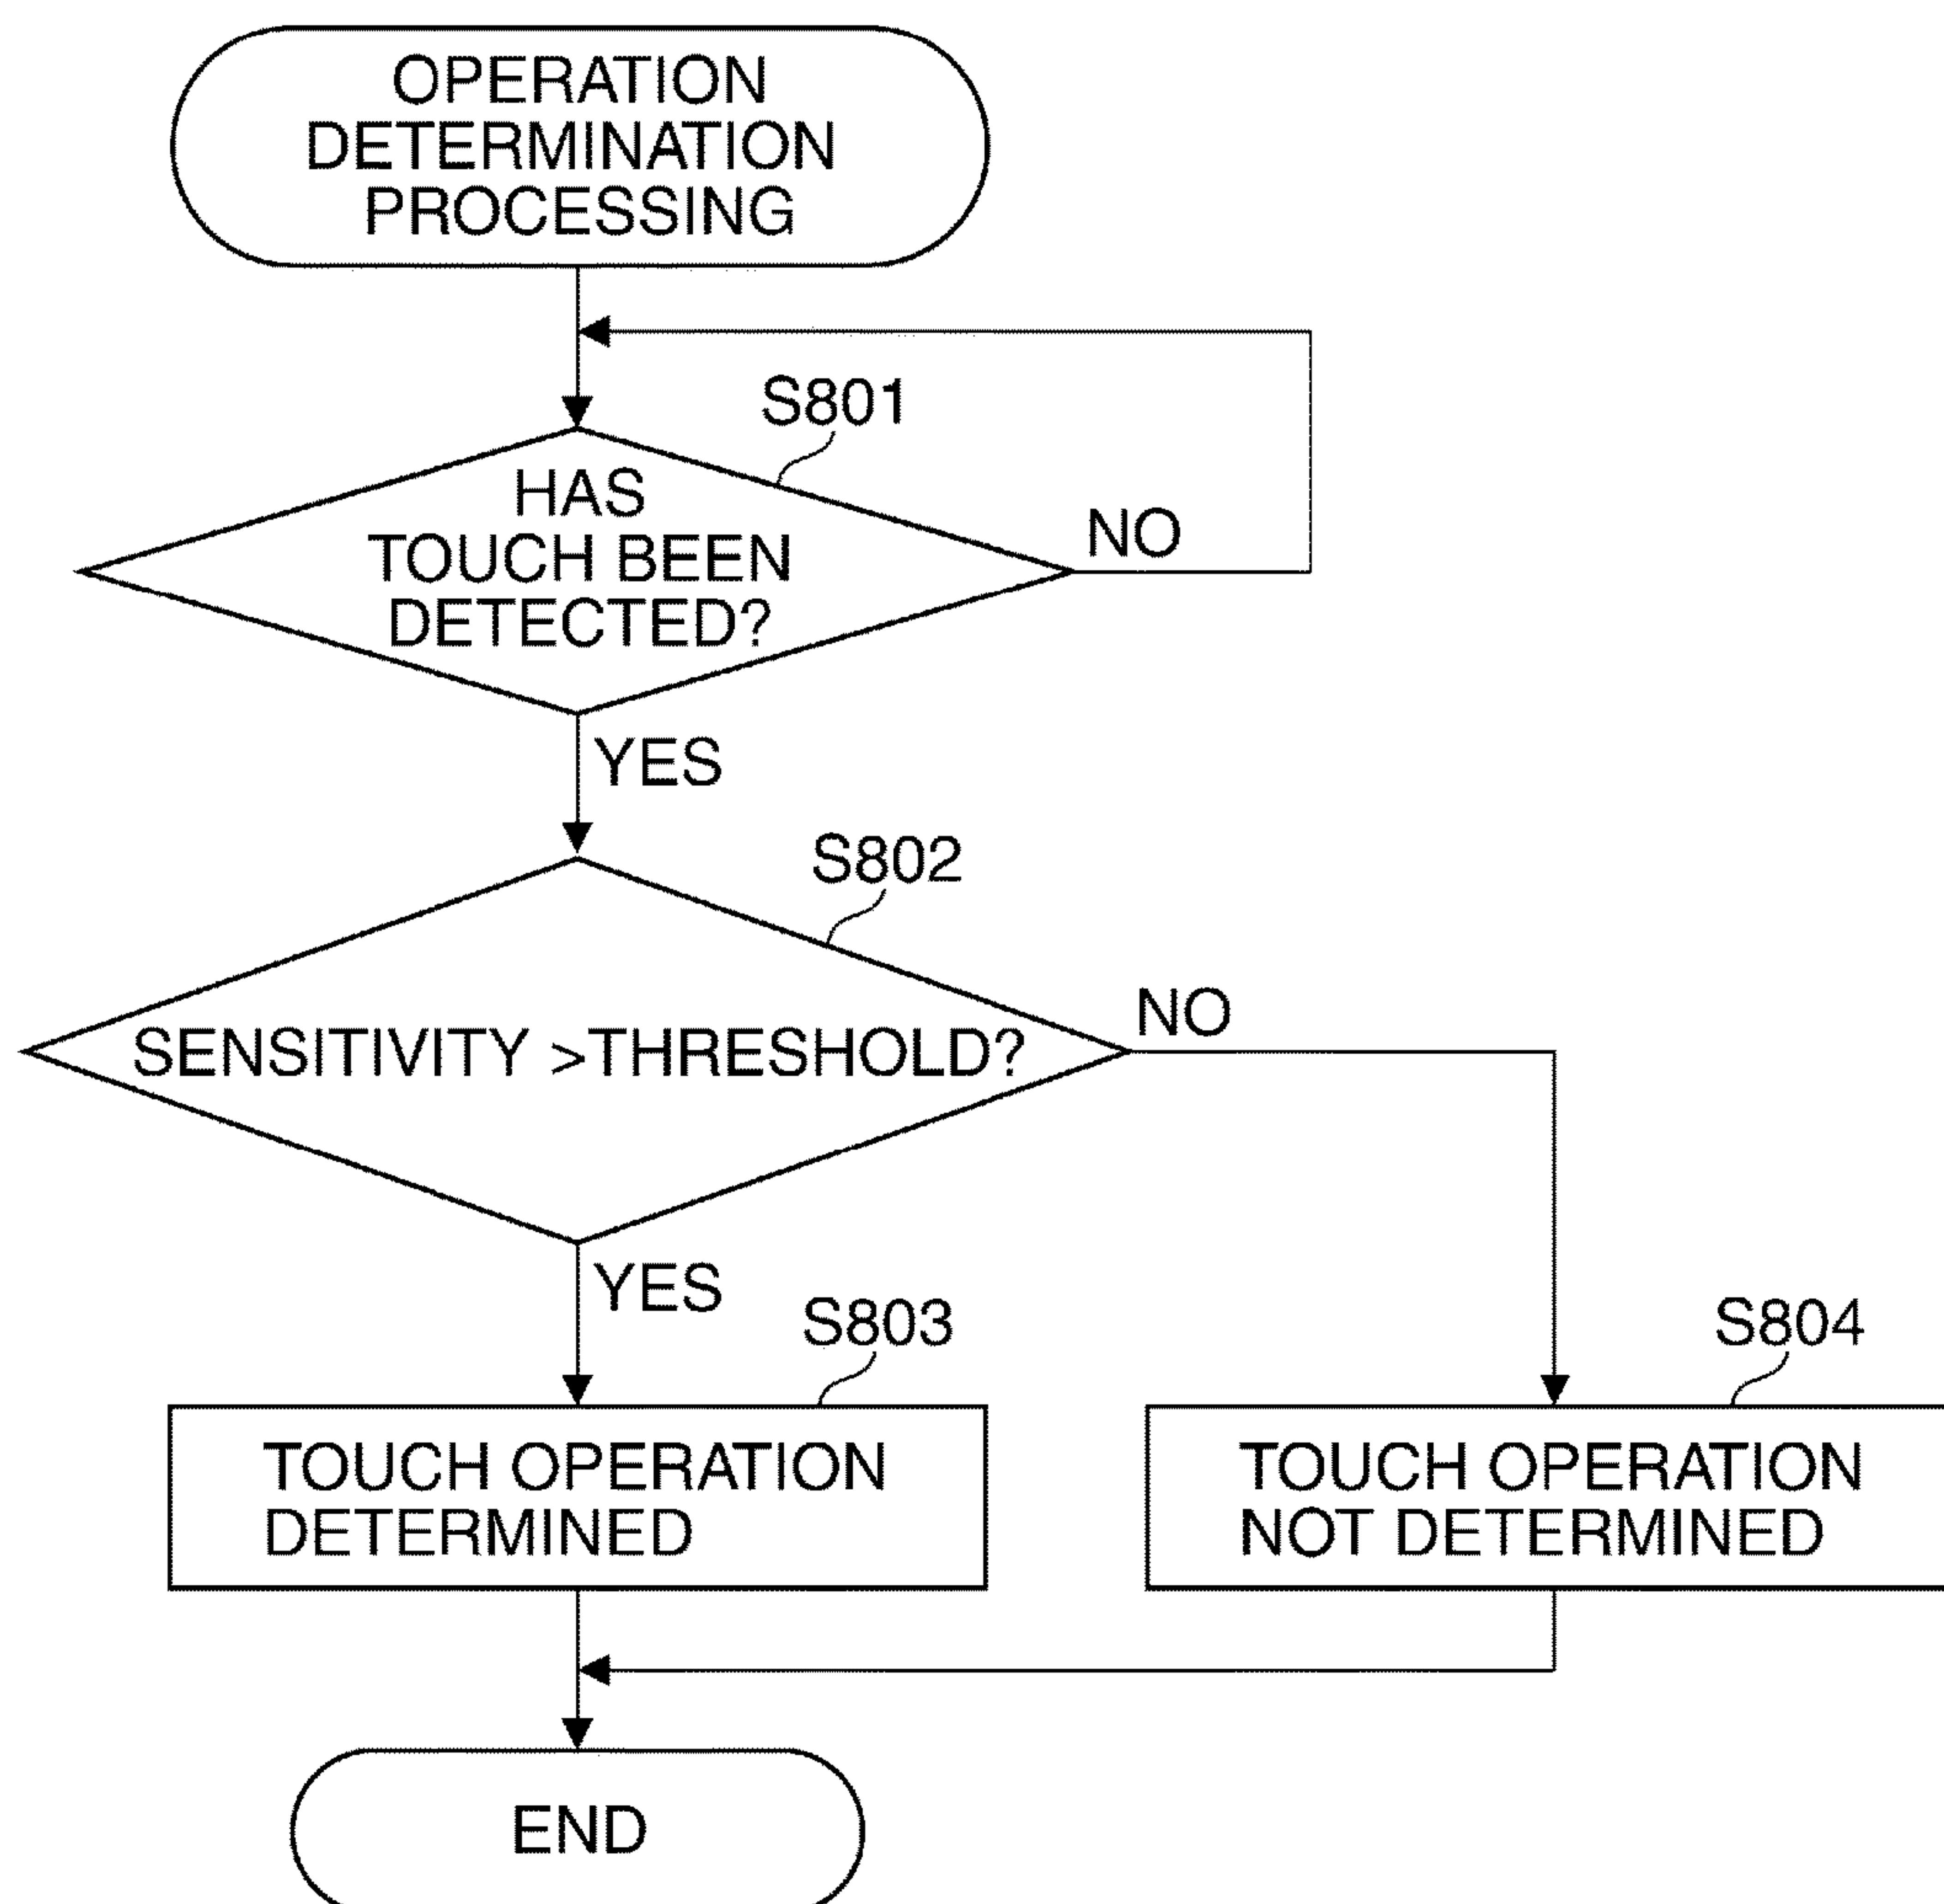 OPERATION
DETERMINATION
PROCESSING
S801
HAS
TOUCH BEEN
DETECTED?
NO
YES
S802
SENSITIVITY >THRESHOLD?
NO
YES
S803
S804
TOUCH OPERATION
DETERMINED
TOUCH OPERATION
NOT DETERMINED
END